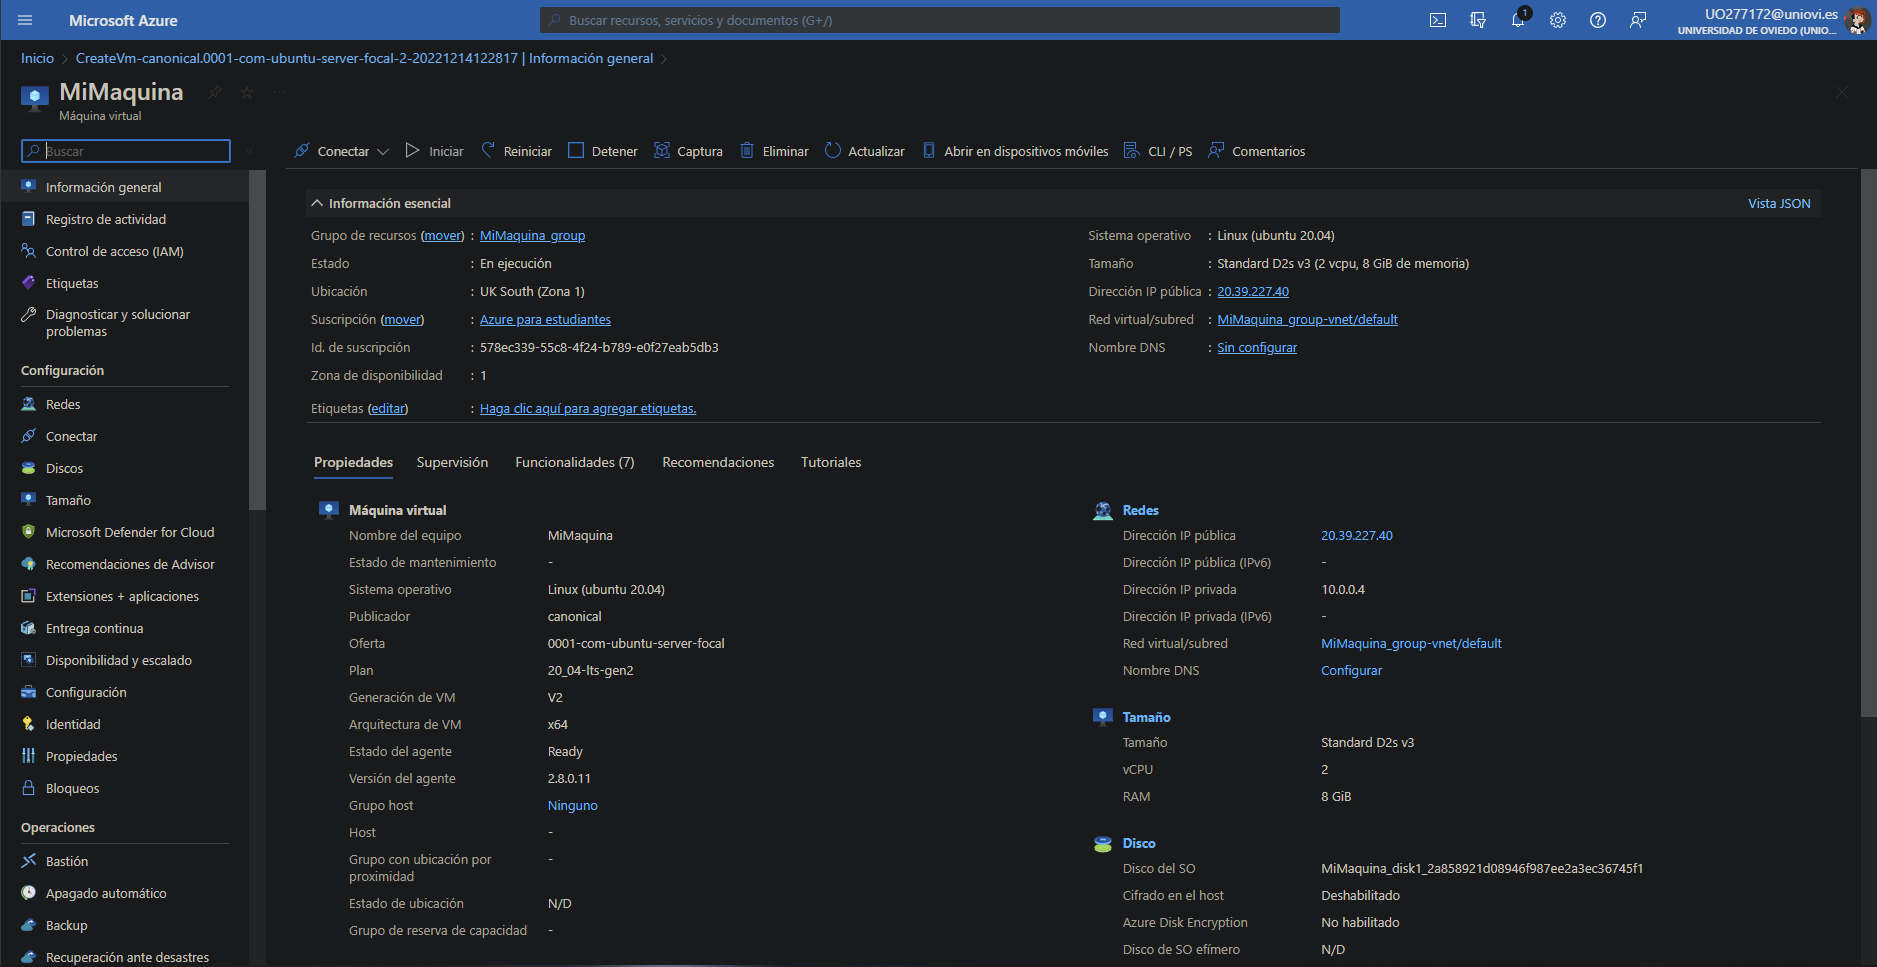 Microsoft Azure
Buscar recursos, servicios y documentos (G+/)
1
UO277172@uniovi.es
UNIVERSIDAD DE OVIEDO (UNIO...
Inicio > CreateVm-canonical.0001-com-ubuntu-server-focal-2-20221214122817 | Información general >
MiMaquina
Máquina virtual
Buscar
Conectar
Iniciar
Reiniciar
Detener
Captura
Eliminar
Actualizar
Abrir en dispositivos móviles
CLI / PS
Comentarios
Información general
Registro de actividad
Control de acceso (IAM)
Etiquetas
Diagnosticar y solucionar
problemas
Configuración
Redes
Conectar
Discos
Tamaño
Microsoft Defender for Cloud
Recomendaciones de Advisor
Extensiones + aplicaciones
Entrega continua
Disponibilidad y escalado
Configuración
Identidad
Propiedades
Bloqueos
Operaciones
Bastión
Apagado automático
Backup
Recuperación ante desastres
Información esencial
Vista JSON
Grupo de recursos (mover) : MiMaquina_group
Estado : En ejecución
Ubicación : UK South (Zona 1)
Suscripción (mover) : Azure para estudiantes
Id. de suscripción : 578ec339-55c8-4f24-b789-e0f27eab5db3
Zona de disponibilidad : 1
Etiquetas (editar) : Haga clic aquí para agregar etiquetas.
Sistema operativo : Linux (ubuntu 20.04)
Tamaño : Standard D2s v3 (2 vcpu, 8 GiB de memoria)
Dirección IP pública : 20.39.227.40
Red virtual/subred : MiMaquina_group-vnet/default
Nombre DNS : Sin configurar
Propiedades
Supervisión
Funcionalidades (7)
Recomendaciones
Tutoriales
Máquina virtual
Nombre del equipo MiMaquina
Estado de mantenimiento -
Sistema operativo Linux (ubuntu 20.04)
Publicador canonical
Oferta 0001-com-ubuntu-server-focal
Plan 20_04-lts-gen2
Generación de VM V2
Arquitectura de VM x64
Estado del agente Ready
Versión del agente 2.8.0.11
Grupo host Ninguno
Host -
Grupo con ubicación por -
proximidad
Estado de ubicación N/D
Grupo de reserva de capacidad -
Redes
Dirección IP pública 20.39.227.40
Dirección IP pública (IPv6) -
Dirección IP privada 10.0.0.4
Dirección IP privada (IPv6) -
Red virtual/subred MiMaquina_group-vnet/default
Nombre DNS Configurar
Tamaño
Tamaño Standard D2s v3
vCPU 2
RAM 8 GiB
Disco
Disco del SO MiMaquina_disk1_2a858921d08946f987ee2a3ec36745f1
Cifrado en el host Deshabilitado
Azure Disk Encryption No habilitado
Disco de SO efímero N/D